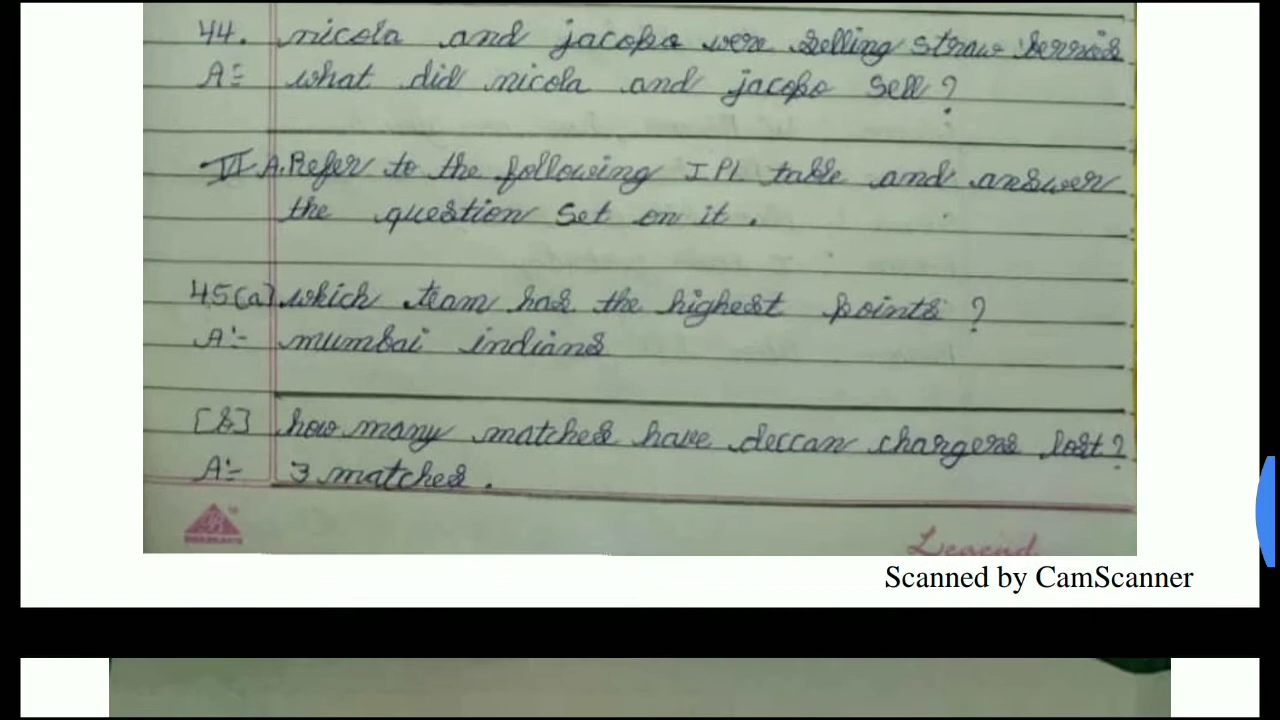 44. nicola and jacopo were selling straw berries
A:- what did nicola and jacopo sell?
VI A. Refer to the following IPL table and answer
the question set on it.
45(a) which team has the highest points?
A:- mumbai indians
[b] how many matches have deccan chargers lost?
A:- 3 matches.
Legend
Scanned by CamScanner